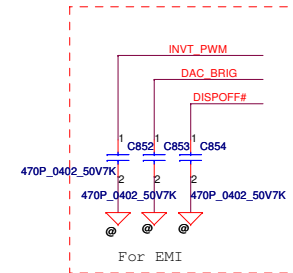 INVT_PWM
DAC_BRIG
DISPOFF#
1 1 1
C852 C853 C854
470P_0402_50V7K
2 2 2
470P_0402_50V7K 470P_0402_50V7K
@ @ @
For EMI